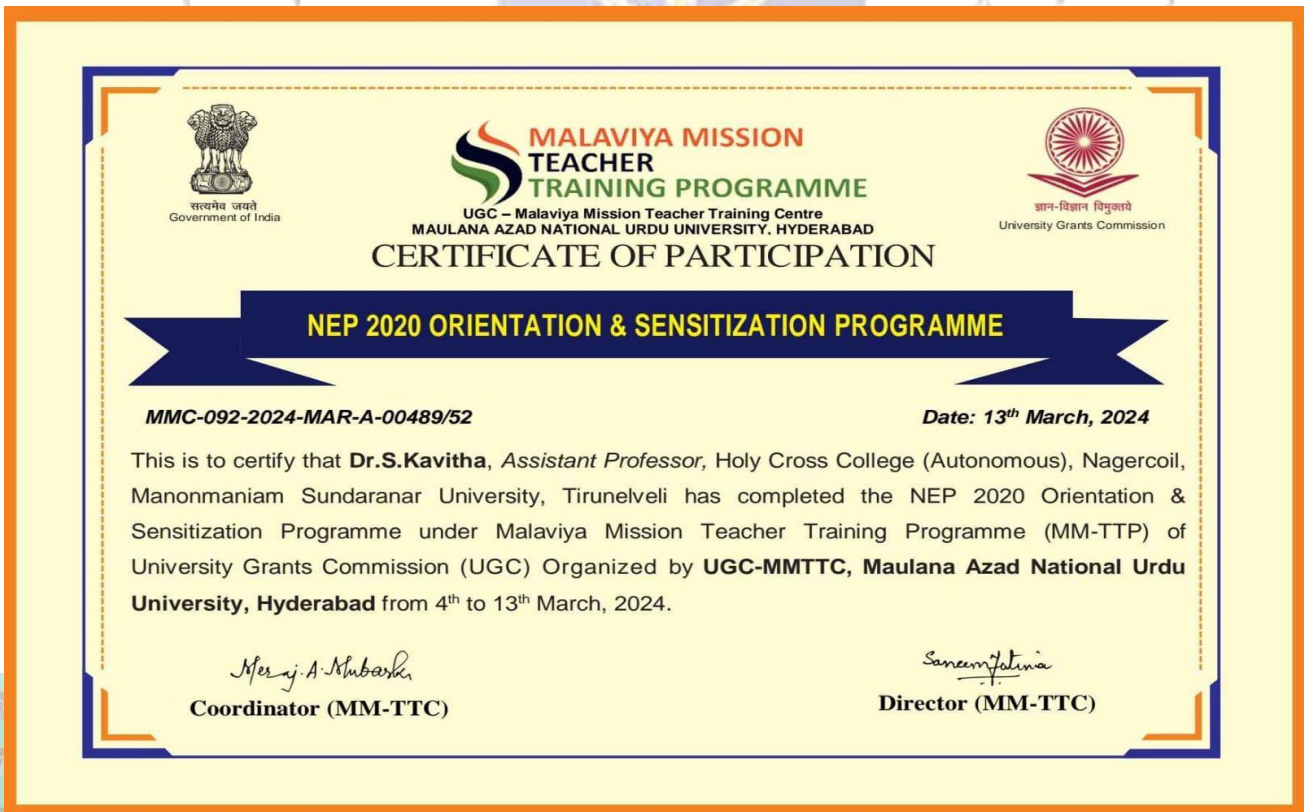 MALAVIYA MISSION
TEACHER
TRAINING PROGRAMME
सत्यमेव जयते
Government of India
ज्ञान-विज्ञान विमुक्तये
University Grants Commission
UGC – Malaviya Mission Teacher Training Centre
MAULANA AZAD NATIONAL URDU UNIVERSITY. HYDERABAD
CERTIFICATE OF PARTICIPATION
NEP 2020 ORIENTATION & SENSITIZATION PROGRAMME
MMC-092-2024-MAR-A-00489/52
Date: 13th March, 2024
This is to certify that Dr.S.Kavitha, Assistant Professor, Holy Cross College (Autonomous), Nagercoil,
Manonmaniam Sundaranar University, Tirunelveli has completed the NEP 2020 Orientation &
Sensitization Programme under Malaviya Mission Teacher Training Programme (MM-TTP) of
University Grants Commission (UGC) Organized by UGC-MMTTC, Maulana Azad National Urdu
University, Hyderabad from 4th to 13th March, 2024.
Meraj.A.Mubarki
Saneem Fatima
Coordinator (MM-TTC)
Director (MM-TTC)